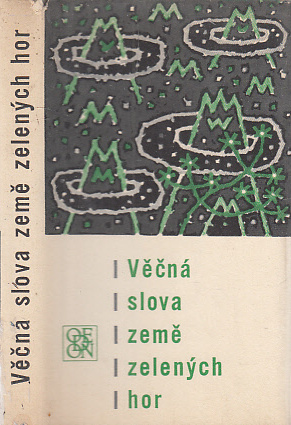 Věčná slova země zelených hor
Věčná
slova
země
zelených
hor
ODEON